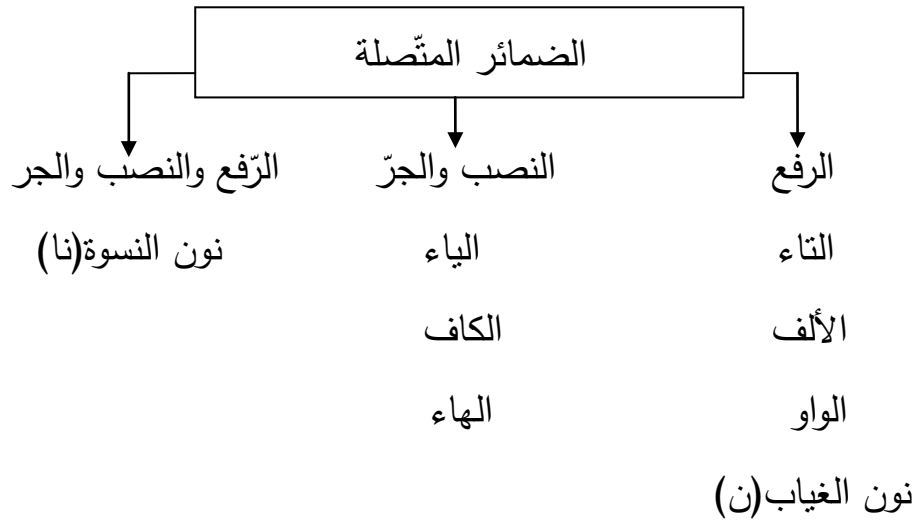 الضمائر المتّصلة
الرفع النصب والجرّ الرّفع والنصب والجر
التاء الياء نون النسوة(نا)
الألف الكاف
الواو الهاء
نون الغياب(ن)